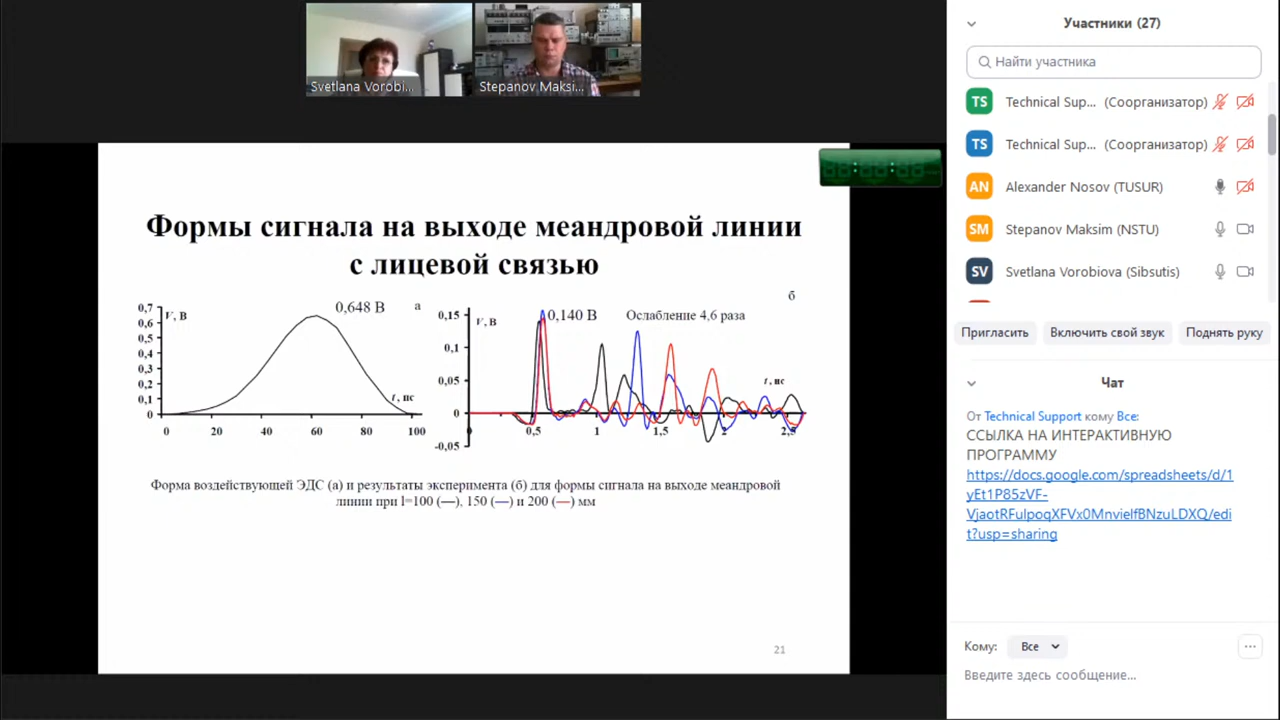 Svetlana Vorobi...
Stepanov Maksi...
Формы сигнала на выходе меандровой линии
с лицевой связью
0,7
0,6
0,5
0,4
0,3
0,2
0,1
0
V, В
0,648 В
а
t, пс
0 20 40 60 80 100
0,15
0,1
0,05
0
-0,05
V, В
0,140 В
Ослабление 4,6 раза
б
t, нс
0 0,5 1 1,5 2 2,5
Форма воздействующей ЭДС (а) и результаты эксперимента (б) для формы сигнала на выходе меандровой
линии при l=100 (—), 150 (—) и 200 (—) мм
21
Участники (27)
Найти участника
TS Technical Sup... (Соорганизатор)
TS Technical Sup... (Соорганизатор)
AN Alexander Nosov (TUSUR)
SM Stepanov Maksim (NSTU)
SV Svetlana Vorobiova (Sibsutis)
Пригласить Включить свой звук Поднять руку
Чат
От Technical Support кому Все:
ССЫЛКА НА ИНТЕРАКТИВНУЮ
ПРОГРАММУ
https://docs.google.com/spreadsheets/d/1
yEt1P85zVF-
VjaotRFulpoqXFVx0MnvielfBNzuLDXQ/edi
t?usp=sharing
Кому: Все
Введите здесь сообщение...